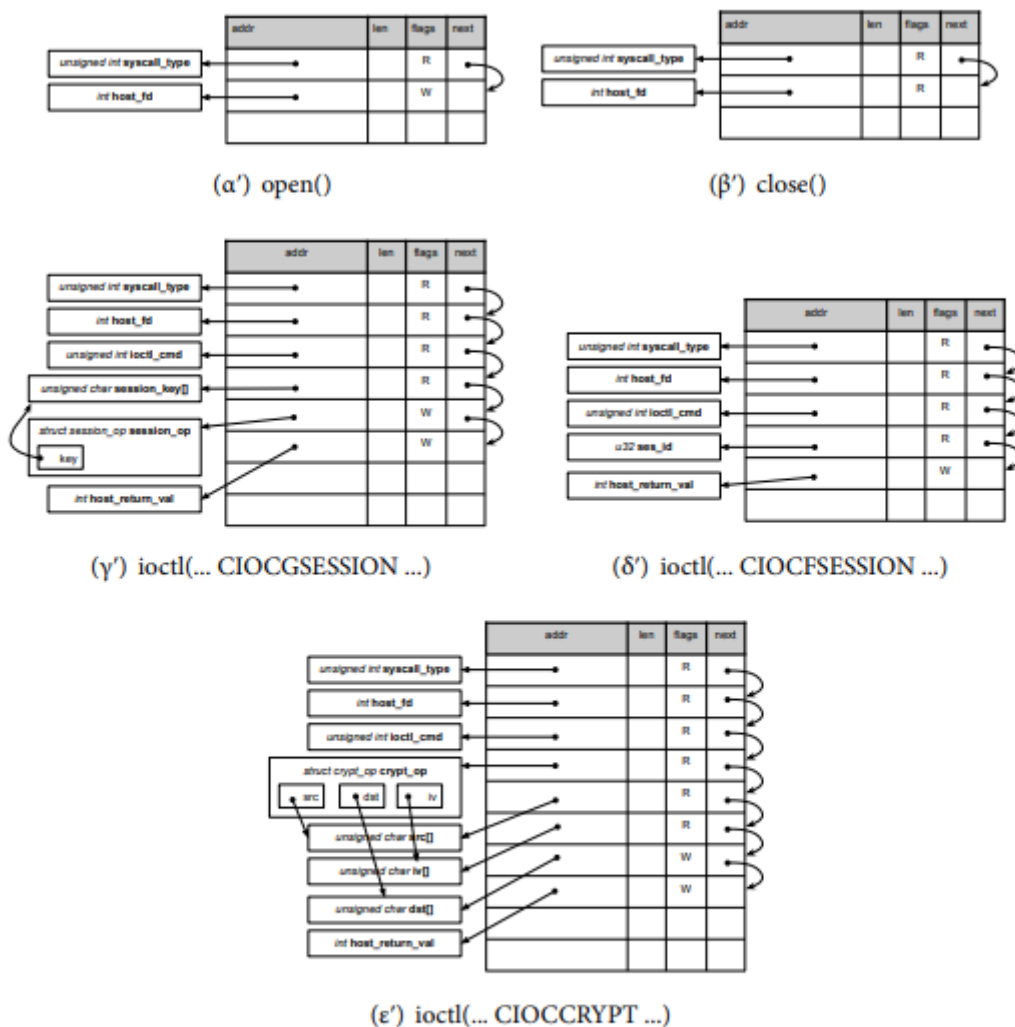 addr len flags next
unsigned int syscall_type R
int host_fd W
(α′) open()
addr len flags next
unsigned int syscall_type R
int host_fd R
(β′) close()
addr len flags next
unsigned int syscall_type R
int host_fd R
unsigned int ioctl_cmd R
unsigned char session_key[] R
struct session_op session_op W
key
int host_return_val W
(γ′) ioctl(... CIOCGSESSION ...)
addr len flags next
unsigned int syscall_type R
int host_fd R
unsigned int ioctl_cmd R
u32 ses_id R
int host_return_val W
(δ′) ioctl(... CIOCFSESSION ...)
addr len flags next
unsigned int syscall_type R
int host_fd R
unsigned int ioctl_cmd R
struct crypt_op crypt_op R
src dst iv R
unsigned char src[] R
unsigned char iv[] W
unsigned char dst[] W
int host_return_val
(ε′) ioctl(... CIOCCRYPT ...)